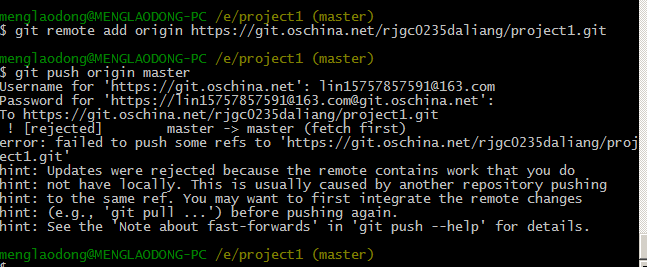 menglaodong@MENGLAODONG-PC /e/project1 (master)
$ git remote add origin https://git.oschina.net/rjgc0235daliang/project1.git
menglaodong@MENGLAODONG-PC /e/project1 (master)
$ git push origin master
Username for 'https://git.oschina.net': lin15757857591@163.com
Password for 'https://lin15757857591@163.com@git.oschina.net':
To https://git.oschina.net/rjgc0235daliang/project1.git
! [rejected] master -> master (fetch first)
error: failed to push some refs to 'https://git.oschina.net/rjgc0235daliang/proj
ect1.git'
hint: Updates were rejected because the remote contains work that you do
hint: not have locally. This is usually caused by another repository pushing
hint: to the same ref. You may want to first integrate the remote changes
hint: (e.g., 'git pull ...') before pushing again.
hint: See the 'Note about fast-forwards' in 'git push --help' for details.
menglaodong@MENGLAODONG-PC /e/project1 (master)
$